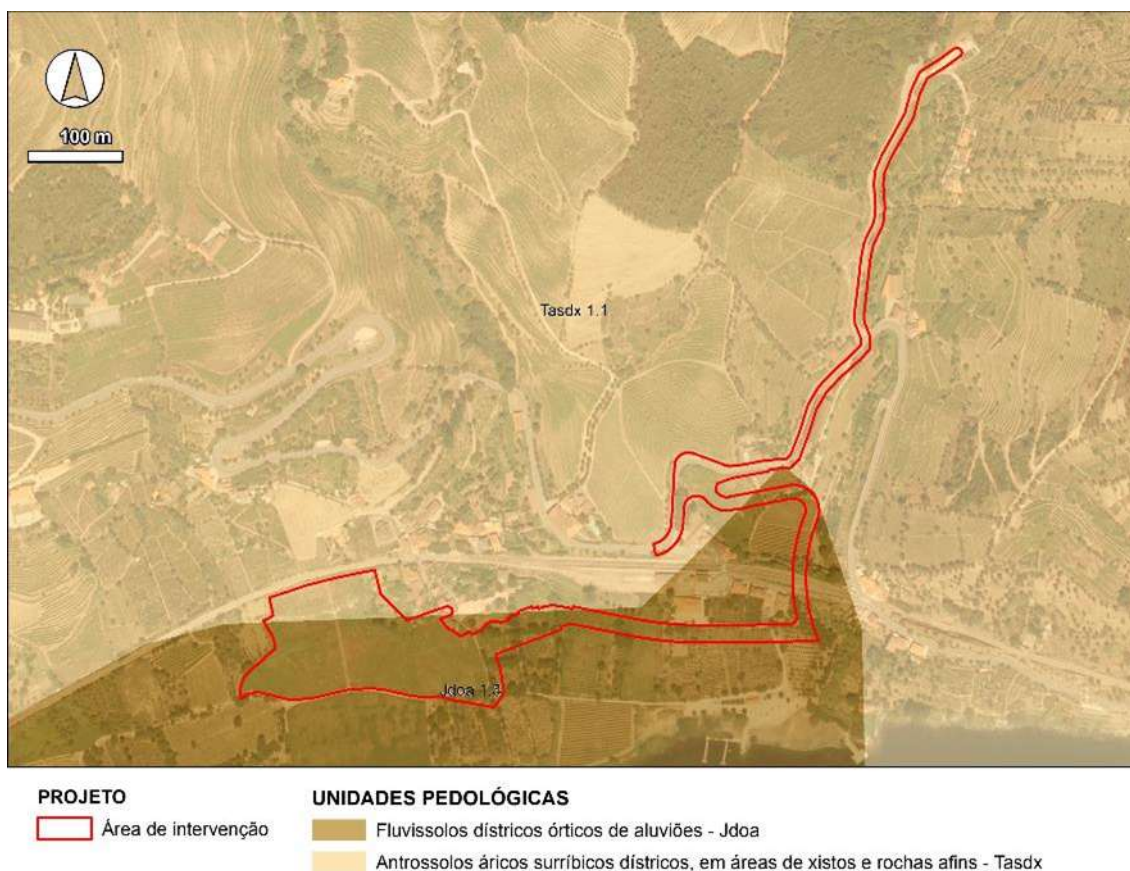 100 m
Tasdx 1.1
Jdoa 1.3
PROJETO
Área de intervenção
UNIDADES PEDOLÓGICAS
Fluvissolos dístricos órticos de aluviões - Jdoa
Antrossolos áricos surríbicos dístricos, em áreas de xistos e rochas afins - Tasdx